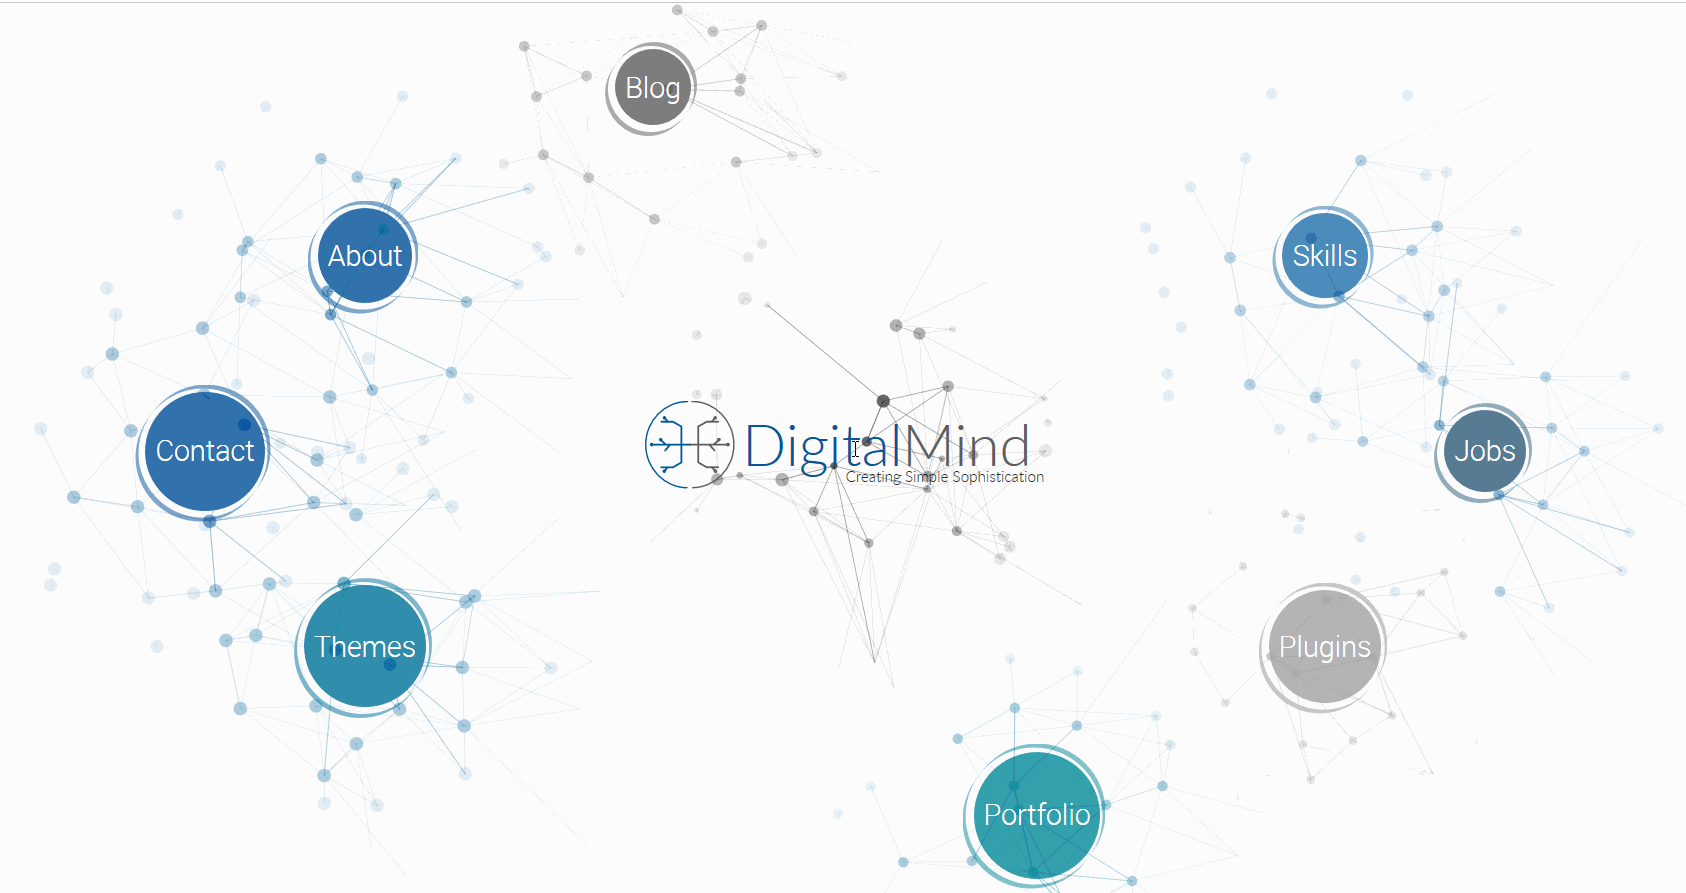 Blog
About
Skills
Contact
DigitalMind
Creating Simple Sophistication
Jobs
Themes
Plugins
Portfolio